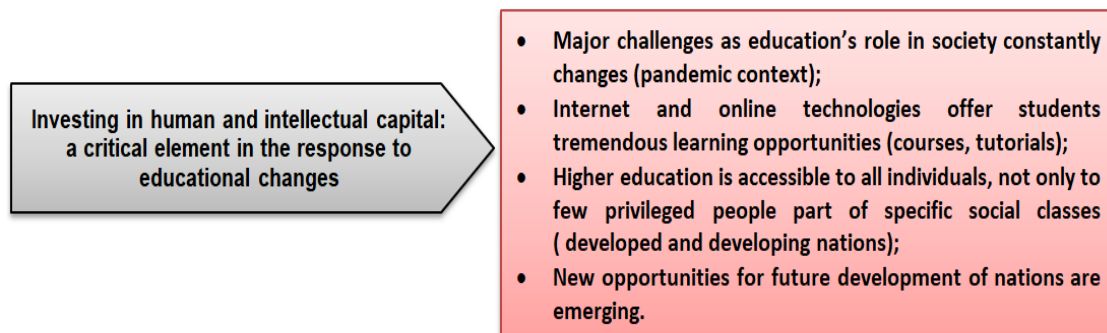 Investing in human and intellectual capital:
a critical element in the response to
educational changes
• Major challenges as education’s role in society constantly
changes (pandemic context);
• Internet and online technologies offer students
tremendous learning opportunities (courses, tutorials);
• Higher education is accessible to all individuals, not only to
few privileged people part of specific social classes
( developed and developing nations);
• New opportunities for future development of nations are
emerging.